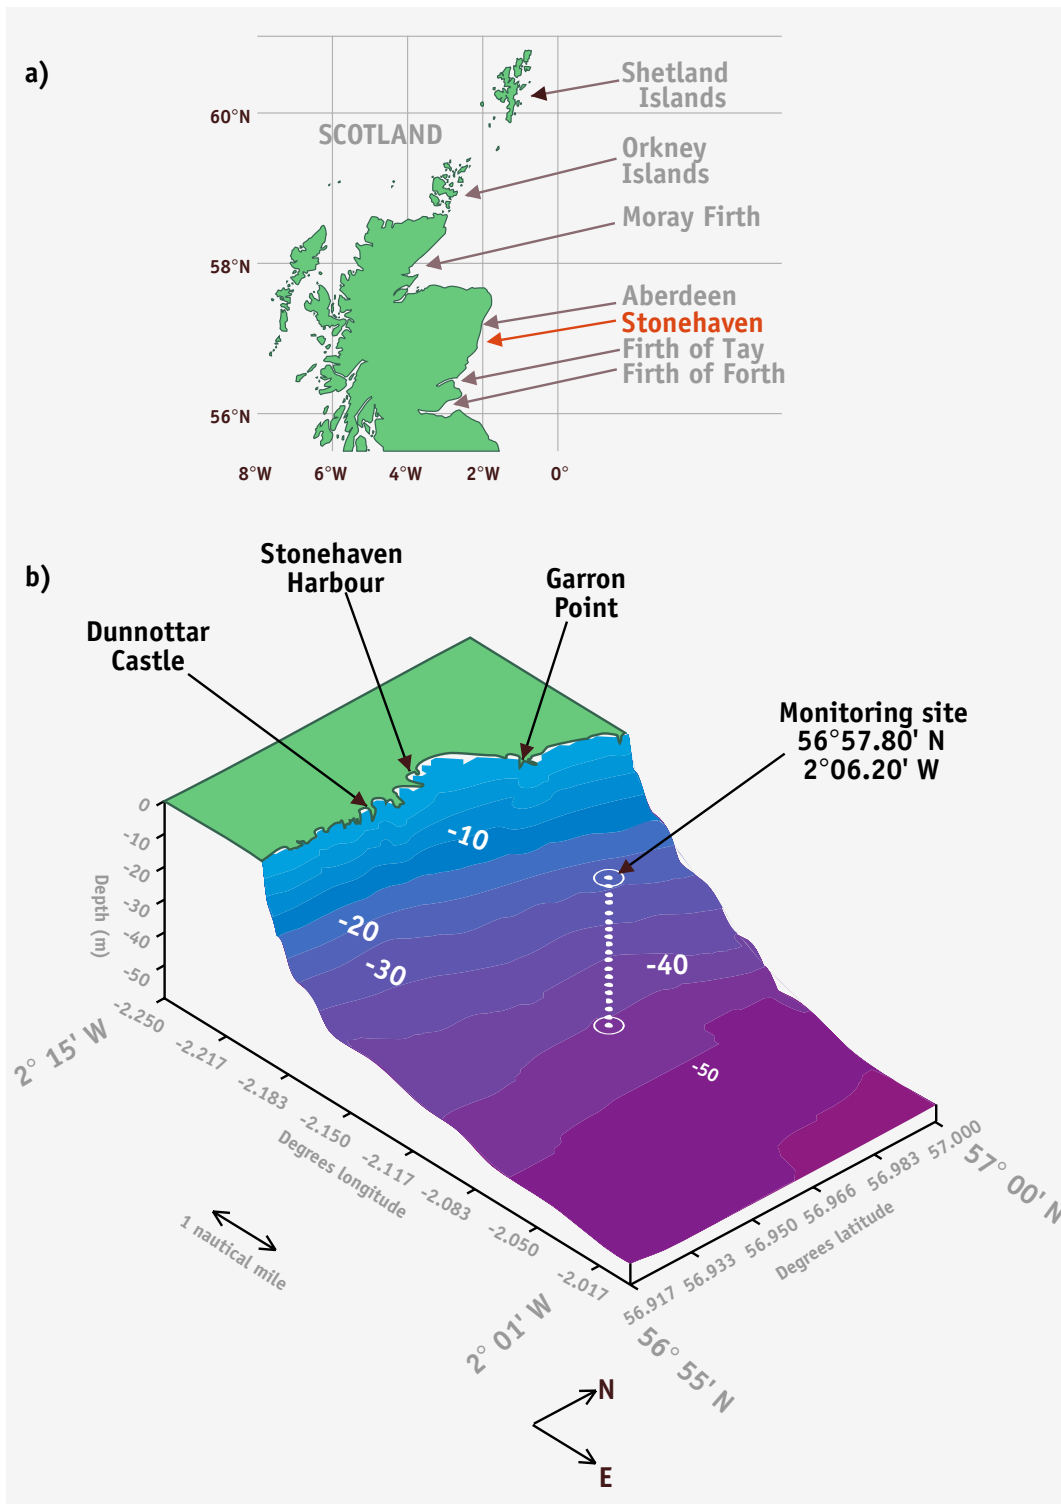 a)
Shetland
Islands
60°N
SCOTLAND
Orkney
Islands
Moray Firth
58°N
Aberdeen
Stonehaven
Firth of Tay
Firth of Forth
56°N
8°W 6°W 4°W 2°W 0°
b)
Stonehaven
Harbour
Garron
Point
Dunnottar
Castle
Monitoring site
56°57.80' N
2°06.20' W
0
-10
-20
-30
-40
-50
Depth (m)
-10
-20
-30
-40
-50
2° 15' W
-2.250
-2.217
-2.183
-2.150
-2.117
-2.083
-2.050
-2.017
Degrees longitude
2° 01' W
1 nautical mile
56.917
56.933
56.950
56.966
56.983
57.000
Degrees latitude
57° 00' N
56° 55' N
N
E